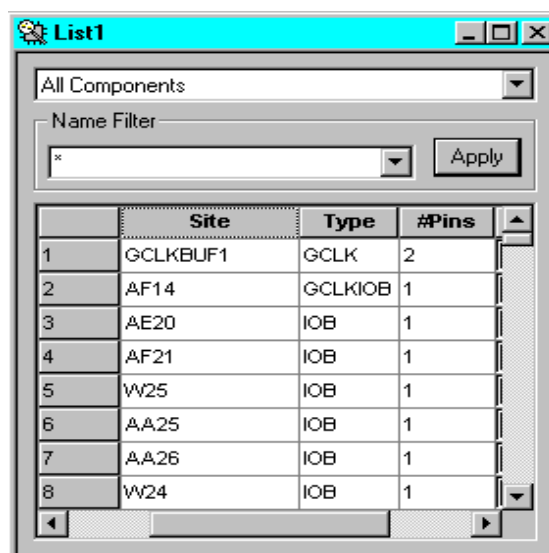 List1
All Components
Name Filter
*
Apply
Site Type #Pins
1 GCLKBUF1 GCLK 2
2 AF14 GCLKIOB 1
3 AE20 IOB 1
4 AF21 IOB 1
5 W25 IOB 1
6 AA25 IOB 1
7 AA26 IOB 1
8 W24 IOB 1